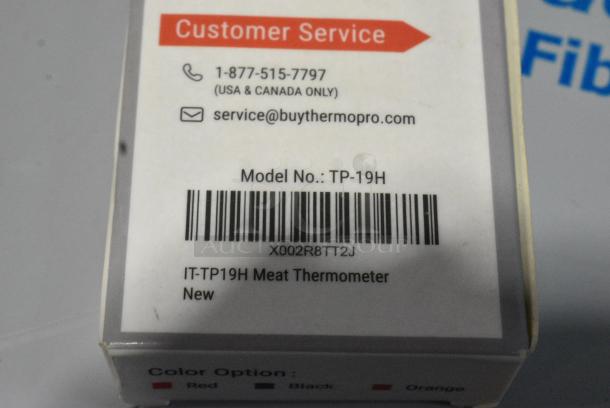 Customer Service
1-877-515-7797
(USA & CANADA ONLY)
service@buythermopro.com
Fib
Model No.: TP-19H
X002R8TT2J
IT-TP19H Meat Thermometer
New
Color Option :
Red Black Orange